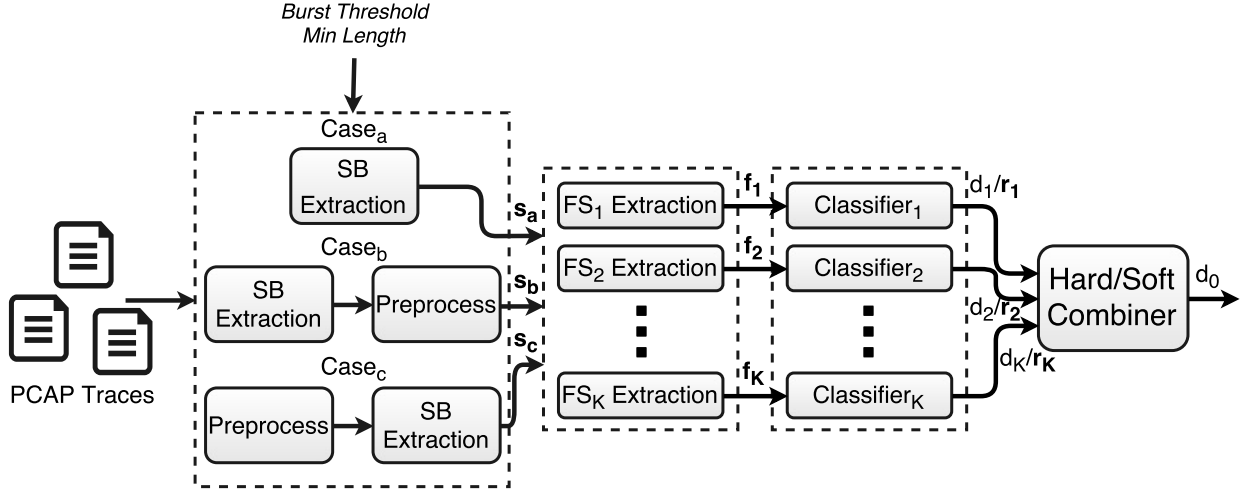 Burst Threshold
Min Length
Case_a
SB
Extraction
s_a
Case_b
SB
Extraction
Preprocess
s_b
Case_c
Preprocess
SB
Extraction
s_c
PCAP Traces
FS_1 Extraction
f_1
Classifier_1
d_1/r_1
FS_2 Extraction
f_2
Classifier_2
d_2/r_2
FS_K Extraction
f_K
Classifier_K
d_K/r_K
Hard/Soft
Combiner
d_0